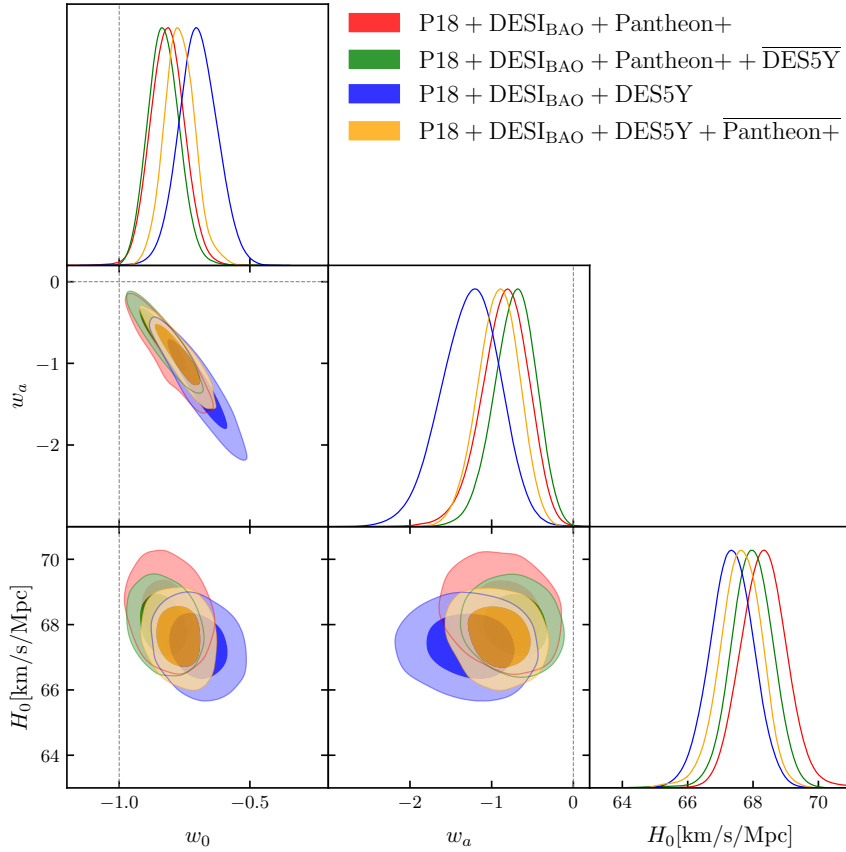 P18 + DESI_BAO + Pantheon+
P18 + DESI_BAO + Pantheon+ + \overline{DES5Y}
P18 + DESI_BAO + DES5Y
P18 + DESI_BAO + DES5Y + \overline{Pantheon+}
0
−1
−2
w_a
70
68
66
64
H_0[km/s/Mpc]
−1.0 −0.5
w_0
−2 −1 0
w_a
64 66 68 70
H_0[km/s/Mpc]